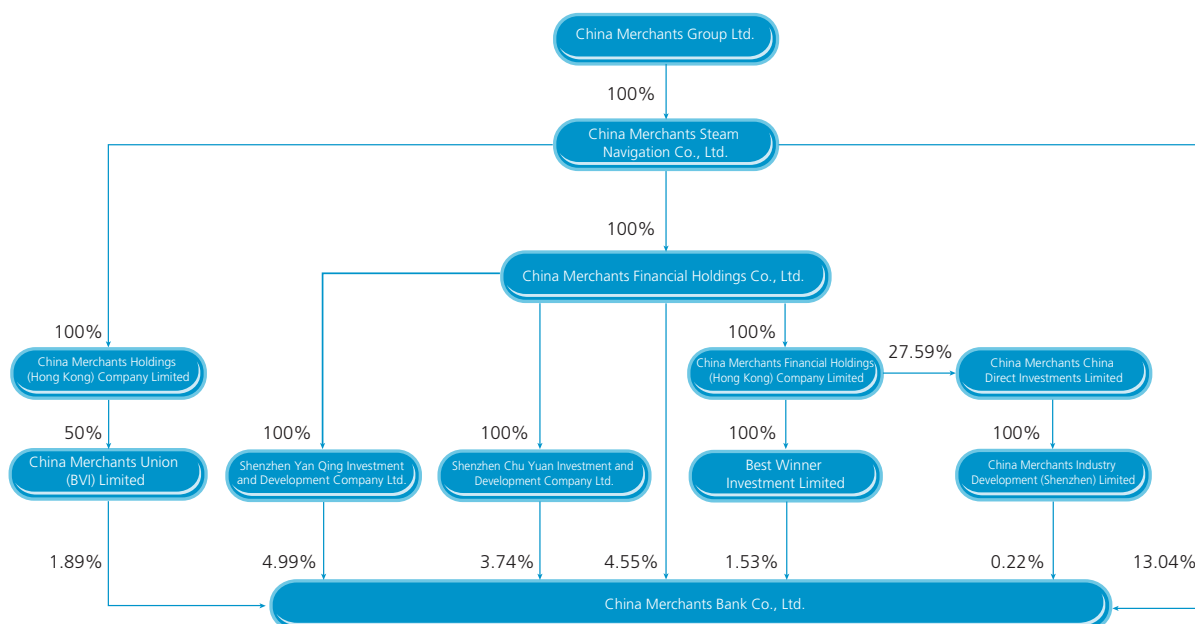 China Merchants Group Ltd.
100%
China Merchants Steam
Navigation Co., Ltd.
100%
China Merchants Financial Holdings Co., Ltd.
100%
100%
China Merchants Holdings
(Hong Kong) Company Limited
China Merchants Financial Holdings
(Hong Kong) Company Limited
27.59%
China Merchants China
Direct Investments Limited
50%
100%
100%
100%
100%
China Merchants Union
(BVI) Limited
Shenzhen Yan Qing Investment
and Development Company Ltd.
Shenzhen Chu Yuan Investment and
Development Company Ltd.
Best Winner
Investment Limited
China Merchants Industry
Development (Shenzhen) Limited
1.89%
4.99%
3.74%
4.55%
1.53%
0.22%
13.04%
China Merchants Bank Co., Ltd.